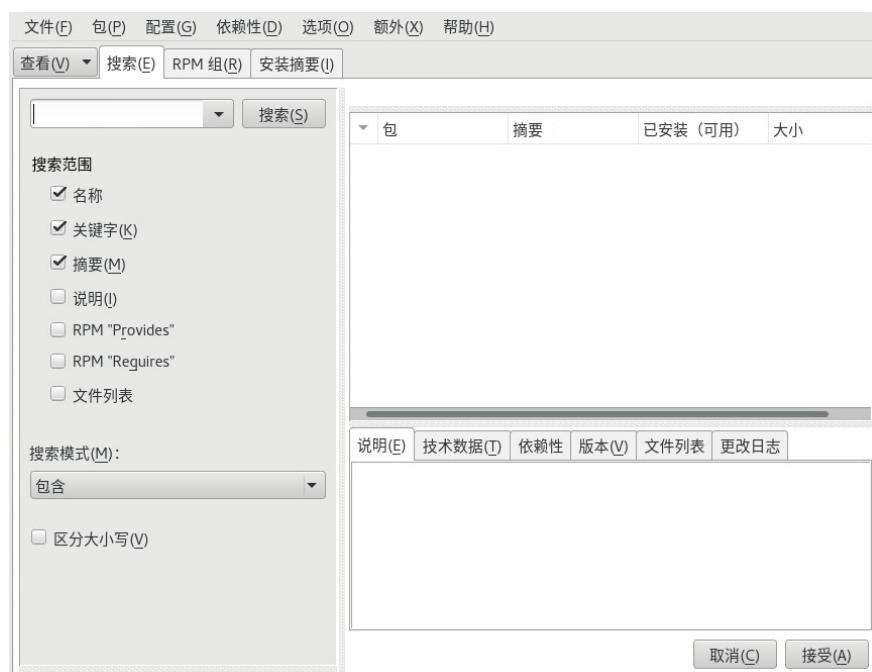 文件(F) 包(P) 配置(G) 依赖性(D) 选项(O) 额外(X) 帮助(H)
查看(V) 搜索(E) RPM 组(R) 安装摘要(I)
搜索(S)
搜索范围
名称
关键字(K)
摘要(M)
说明(I)
RPM "Provides"
RPM "Requires"
文件列表
搜索模式(M):
包含
区分大小写(V)
包 摘要 已安装（可用） 大小
说明(E) 技术数据(T) 依赖性 版本(V) 文件列表 更改日志
取消(C) 接受(A)